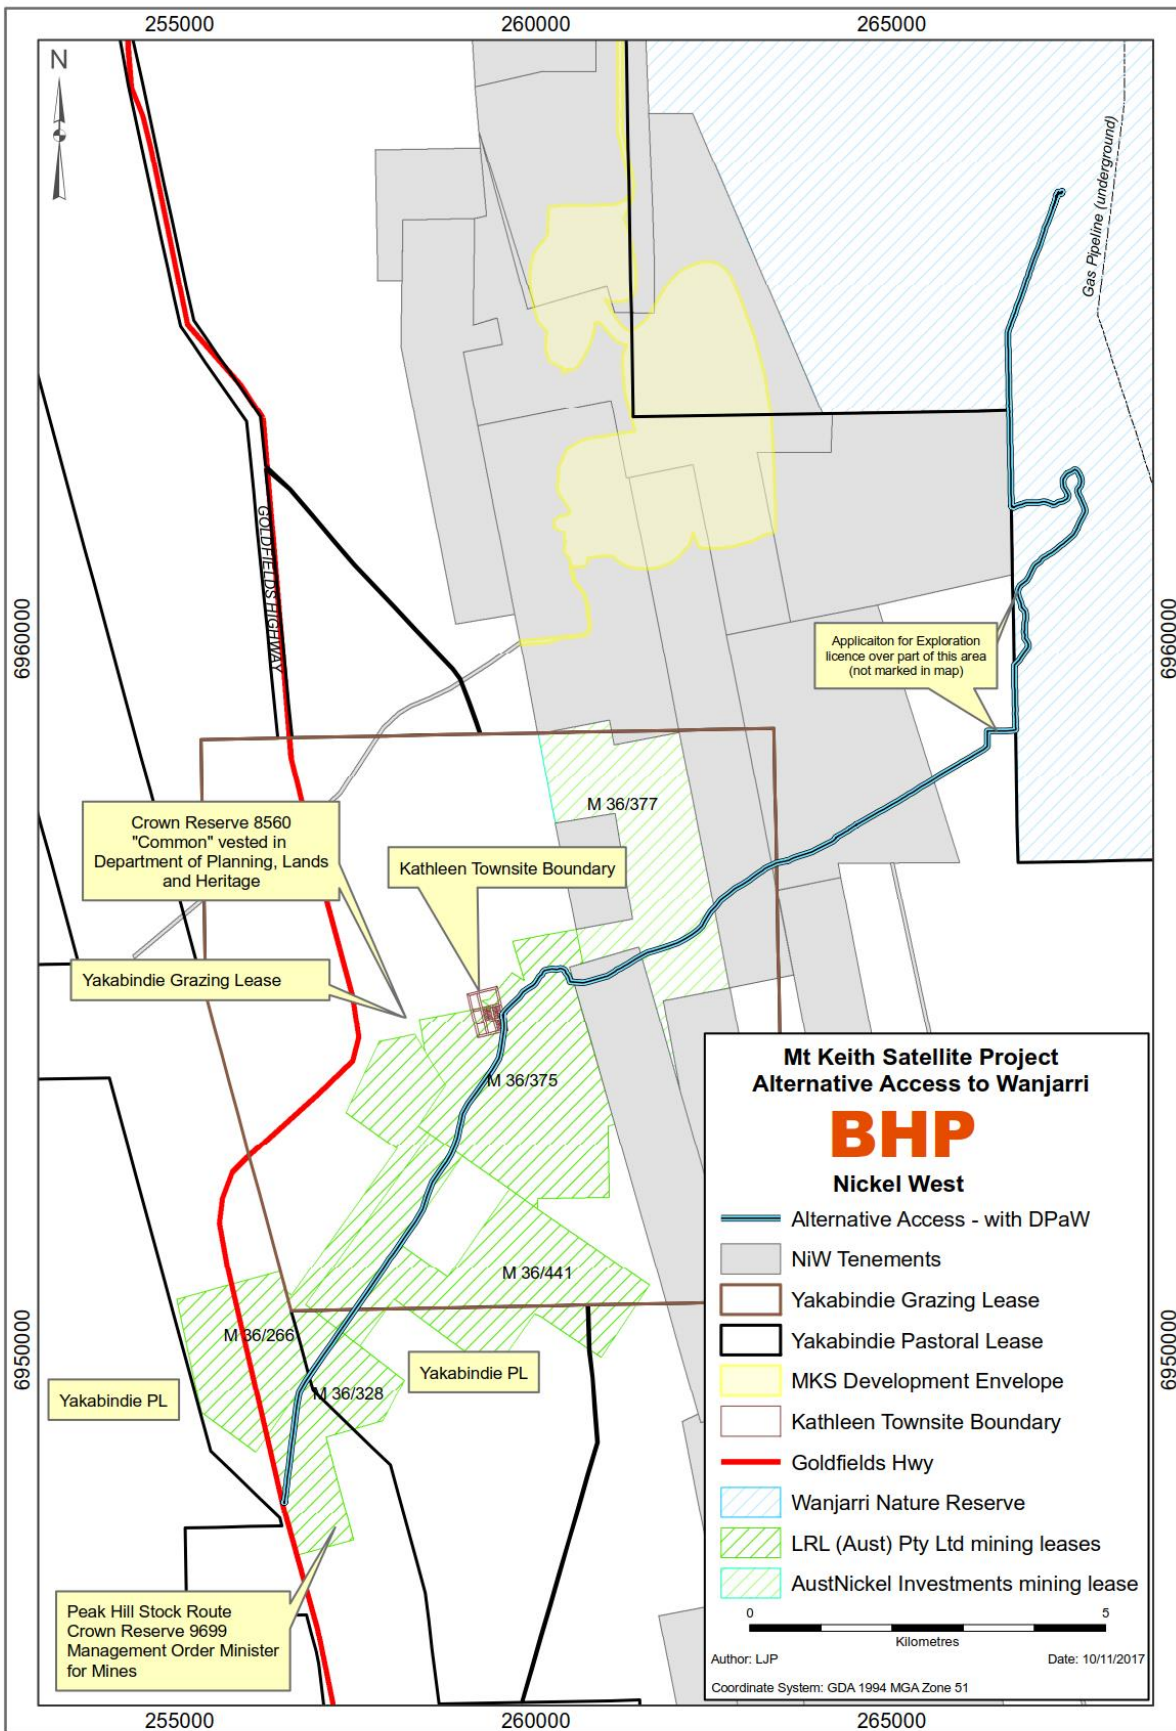 255000
260000
265000
N
Gas Pipeline (underground)
GOLDFIELDS HIGHWAY
6960000
6960000
Applicaiton for Exploration
licence over part of this area
(not marked in map)
M 36/377
Crown Reserve 8560
"Common" vested in
Department of Planning, Lands
and Heritage
Kathleen Townsite Boundary
Yakabindie Grazing Lease
M 36/375
M 36/441
M 36/266
M 36/328
Yakabindie PL
Yakabindie PL
6950000
6950000
Peak Hill Stock Route
Crown Reserve 9699
Management Order Minister
for Mines
Mt Keith Satellite Project
Alternative Access to Wanjarri
BHP
Nickel West
Alternative Access - with DPaW
NiW Tenements
Yakabindie Grazing Lease
Yakabindie Pastoral Lease
MKS Development Envelope
Kathleen Townsite Boundary
Goldfields Hwy
Wanjarri Nature Reserve
LRL (Aust) Pty Ltd mining leases
AustNickel Investments mining lease
0 5
Kilometres
Author: LJP Date: 10/11/2017
Coordinate System: GDA 1994 MGA Zone 51
255000
260000
265000